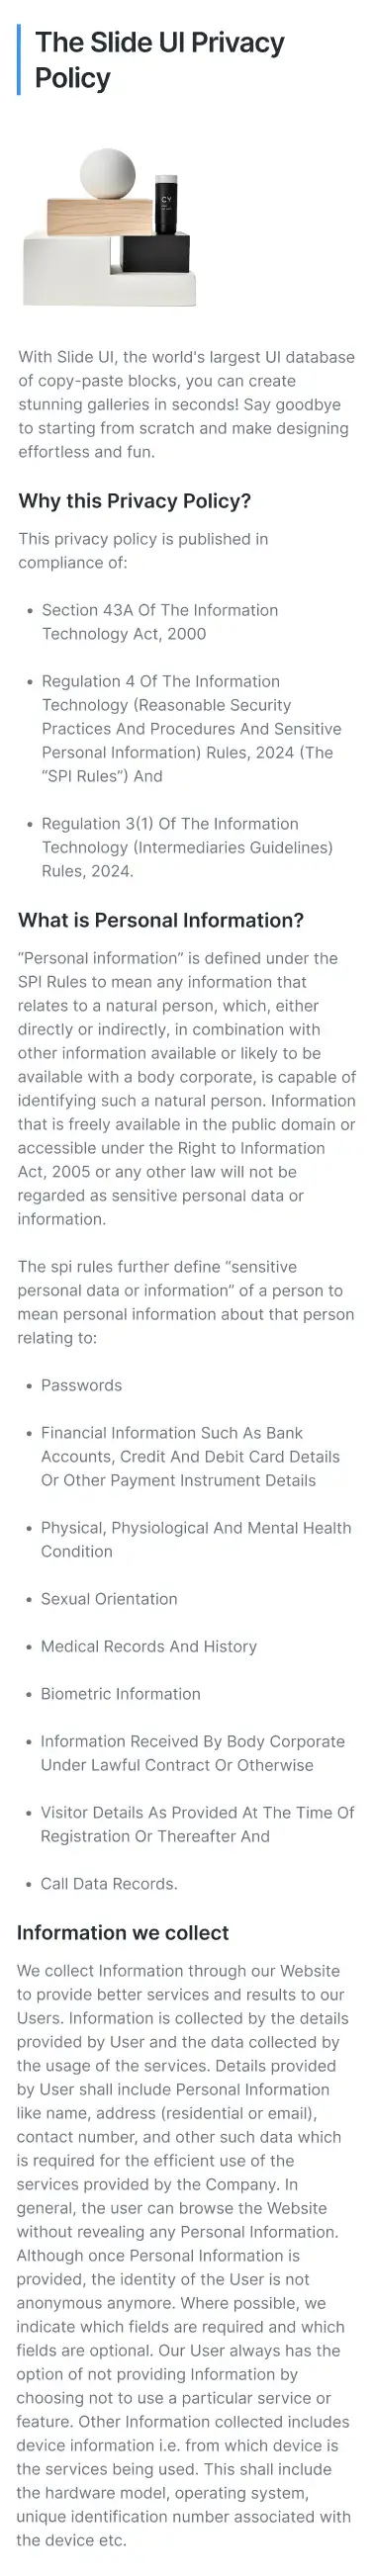 The Slide UI Privacy
Policy
CY
With Slide UI, the world's largest UI database
of copy-paste blocks, you can create
stunning galleries in seconds! Say goodbye
to starting from scratch and make designing
effortless and fun.
Why this Privacy Policy?
This privacy policy is published in
compliance of:
• Section 43A Of The Information
Technology Act, 2000
• Regulation 4 Of The Information
Technology (Reasonable Security
Practices And Procedures And Sensitive
Personal Information) Rules, 2024 (The
“SPI Rules”) And
• Regulation 3(1) Of The Information
Technology (Intermediaries Guidelines)
Rules, 2024.
What is Personal Information?
“Personal information” is defined under the
SPI Rules to mean any information that
relates to a natural person, which, either
directly or indirectly, in combination with
other information available or likely to be
available with a body corporate, is capable of
identifying such a natural person. Information
that is freely available in the public domain or
accessible under the Right to Information
Act, 2005 or any other law will not be
regarded as sensitive personal data or
information.
The spi rules further define “sensitive
personal data or information” of a person to
mean personal information about that person
relating to:
• Passwords
• Financial Information Such As Bank
Accounts, Credit And Debit Card Details
Or Other Payment Instrument Details
• Physical, Physiological And Mental Health
Condition
• Sexual Orientation
• Medical Records And History
• Biometric Information
• Information Received By Body Corporate
Under Lawful Contract Or Otherwise
• Visitor Details As Provided At The Time Of
Registration Or Thereafter And
• Call Data Records.
Information we collect
We collect Information through our Website
to provide better services and results to our
Users. Information is collected by the details
provided by User and the data collected by
the usage of the services. Details provided
by User shall include Personal Information
like name, address (residential or email),
contact number, and other such data which
is required for the efficient use of the
services provided by the Company. In
general, the user can browse the Website
without revealing any Personal Information.
Although once Personal Information is
provided, the identity of the User is not
anonymous anymore. Where possible, we
indicate which fields are required and which
fields are optional. Our User always has the
option of not providing Information by
choosing not to use a particular service or
feature. Other Information collected includes
device information i.e. from which device is
the services being used. This shall include
the hardware model, operating system,
unique identification number associated with
the device etc.